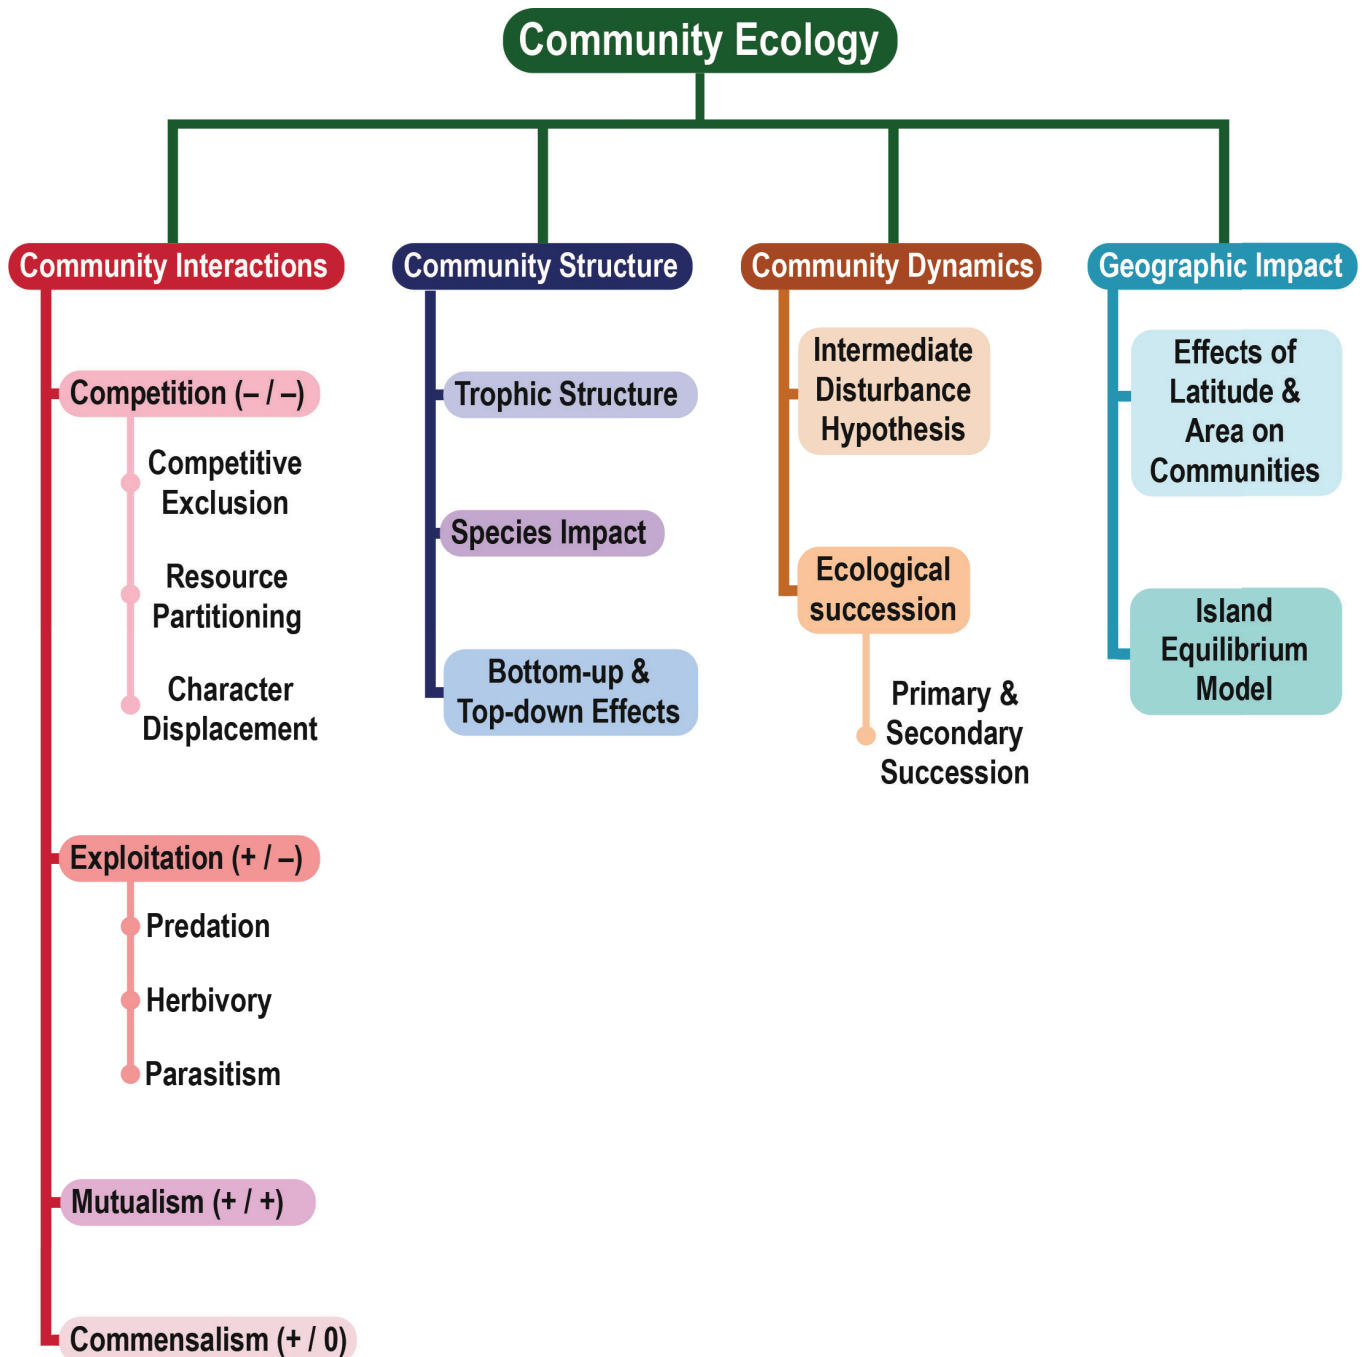 Community Ecology
Community Interactions
Competition (– / –)
Competitive
Exclusion
Resource
Partitioning
Character
Displacement
Exploitation (+ / –)
Predation
Herbivory
Parasitism
Mutualism (+ / +)
Commensalism (+ / 0)
Community Structure
Trophic Structure
Species Impact
Bottom-up &
Top-down Effects
Community Dynamics
Intermediate
Disturbance
Hypothesis
Ecological
succession
Primary &
Secondary
Succession
Geographic Impact
Effects of
Latitude &
Area on
Communities
Island
Equilibrium
Model